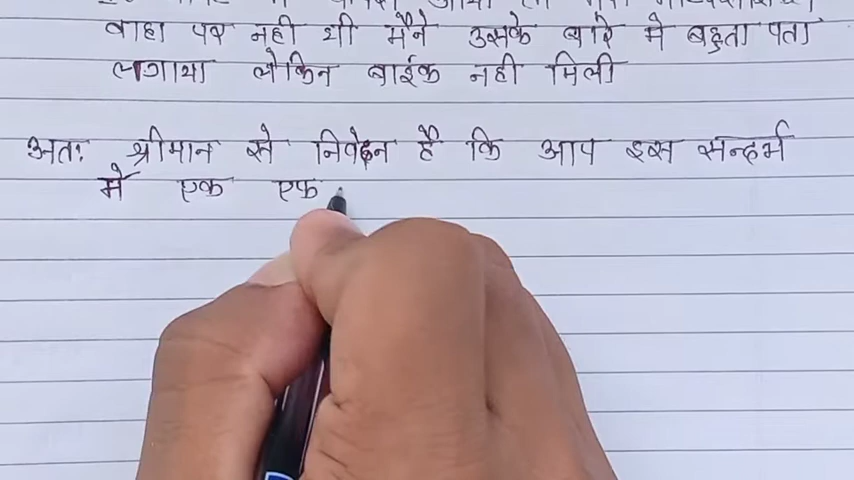 वाहा पर नही थी मैने उसके बारे मे बहुता पता
लगाया लेकिन बाईक नही मिली
अतः श्रीमान से निवेदन है कि आप इस सन्दर्भ
में एक एफ